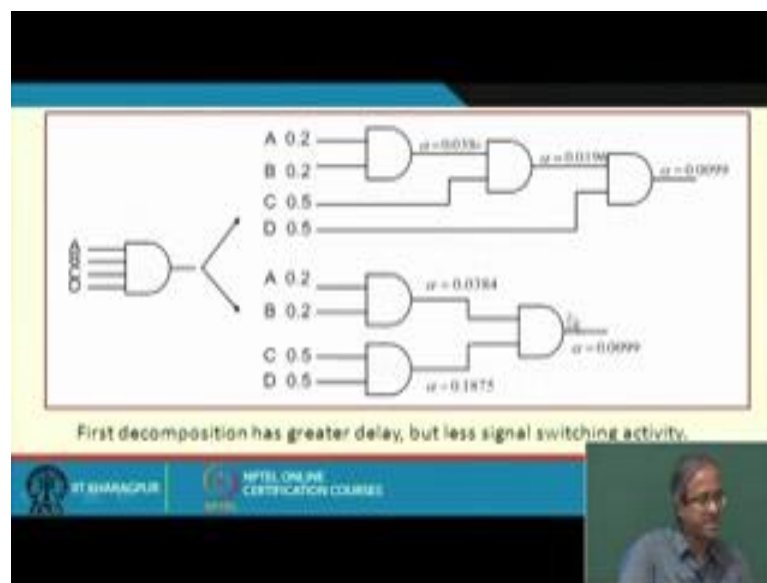 A 0.2
B 0.2
C 0.5
D 0.5
α = 0.0196
α = 0.0099
A
B
C
D
A 0.2
B 0.2
C 0.5
D 0.5
α = 0.0384
α = 0.1875
α = 0.0099
First decomposition has greater delay, but less signal switching activity.
IIT KHARAGPUR
NPTEL ONLINE
CERTIFICATION COURSES
NPTEL